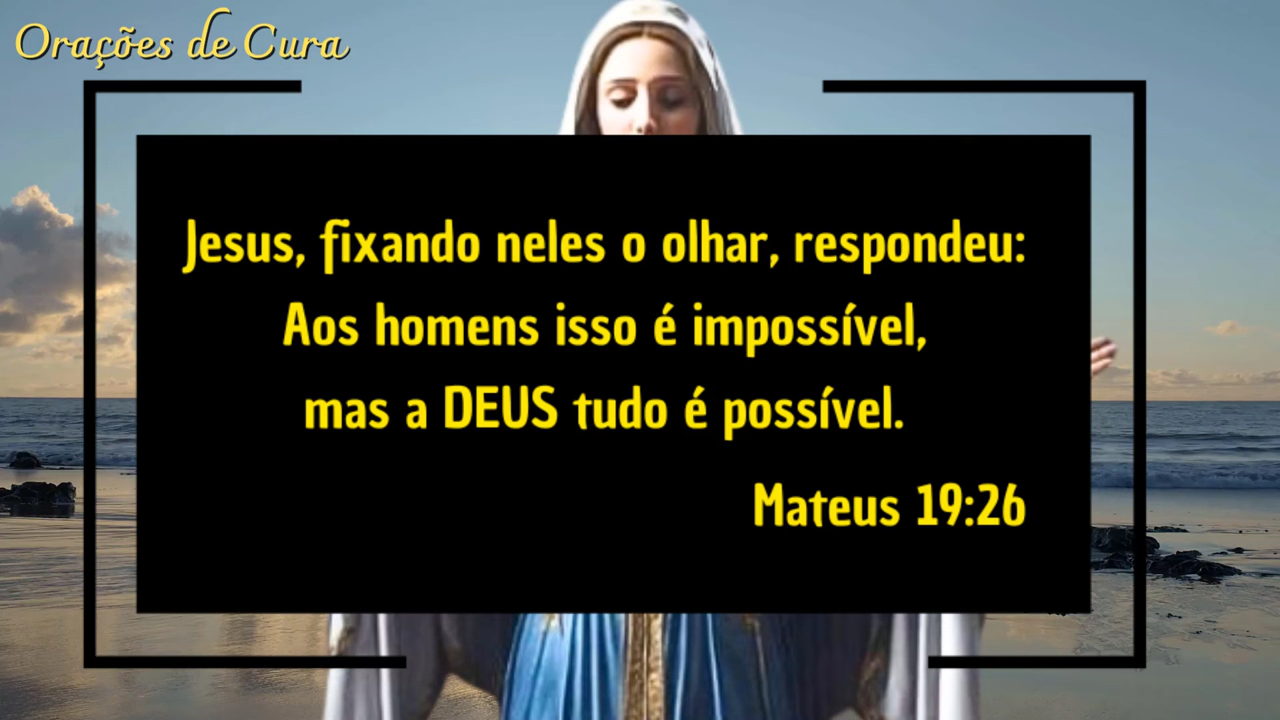 Orações de Cura
Jesus, fixando neles o olhar, respondeu:
Aos homens isso é impossível,
mas a DEUS tudo é possível.
Mateus 19:26